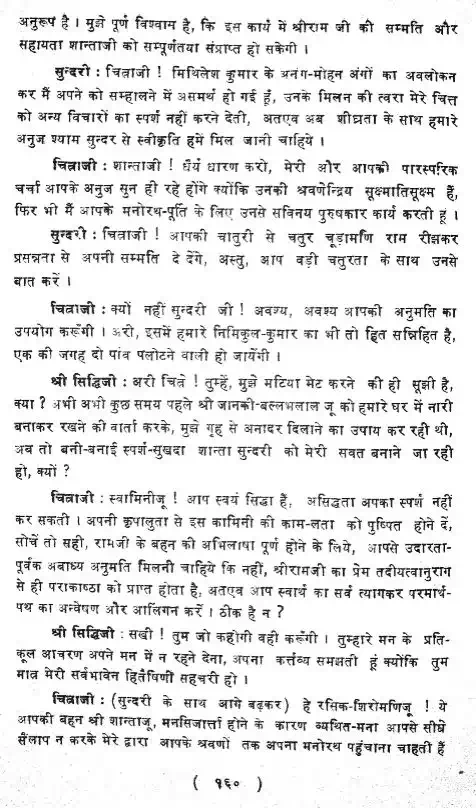 अनुरूप है । मुझे पूर्ण विश्वास है, कि इस कार्य में श्रीराम जी की सम्मति और
सहायता शान्ताजी को सम्पूर्णतया संप्राप्त हो सकेगी ।
सुन्दरी : चित्राजी ! मिथिलेश कुमार के अनंग-मोहन अंगों का अवलोकन
कर मैं अपने को सम्हालने में असमर्थ हो गई हूँ, उनके मिलन की त्वरा मेरे चित्त
को अन्य विचारों का स्पर्श नहीं करने देती, अतएव अब शीघ्रता के साथ हमारे
अनुज श्याम सुन्दर से स्वीकृति हमें मिल जानी चाहिये ।
चित्राजी : शान्ताजी ! धैर्य धारण करो, मेरी और आपकी पारस्परिक
चर्चा आपके अनुज सुन ही रहे होंगे क्योंकि उनकी श्रवणेन्द्रिय सूक्ष्मातिसूक्ष्म हैं,
फिर भी मैं आपके मनोरथ-पूर्ति के लिए उनसे सविनय पुरुषकार कार्य करती हूं ।
सुन्दरी : चित्राजी ! आपकी चातुरी से चतुर चूड़ामणि राम रीझकर
प्रसन्नता से अपनी सम्मति दे देंगे, अस्तु, आप बड़ी चतुरता के साथ उनसे
बात करें ।
चित्राजी : क्यों नहीं सुन्दरी जी ! अवश्य, अवश्य आपकी अनुमति का
उपयोग करूँगी । अरी, इसमें हमारे निमिकुल-कुमार का भी तो हित सन्निहित है,
एक की जगह दो पांव पलोटने वाली हो जायेंगी ।
श्री सिद्धिजी : अरी चित्रे ! तुम्हें, मुझे मटिया मेट करने की ही सूझी है,
क्या ? अभी अभी कुछ समय पहले श्री जानकी-बल्लभलाल जू को हमारे घर में नारी
बनाकर रखने की वार्ता करके, मुझे गृह से अनादर दिलाने का उपाय कर रही थी,
अब तो बनी-बनाई स्पर्श-सुखदा शान्ता सुन्दरी को मेरी सवत बनाने जा रही
हो, क्यों ?
चित्राजी : स्वामिनीजू ! आप स्वयं सिद्धा हैं, असिद्धता अपका स्पर्श नहीं
कर सकती । अपनी कृपालुता से इस कामिनी की काम-लता को पुष्पित होने दें,
सोचें तो सही, रामजी के बहन की अभिलाषा पूर्ण होने के लिये, आपसे उदारता-
पूर्वक अबाध्य अनुमति मिलनी चाहिये कि नहीं, श्रीरामजी का प्रेम तदीयत्वानुराग
से ही पराकाष्ठा को प्राप्त होता है, अतएव आप स्वार्थ का सर्व त्यागकर परमार्थ-
पथ का अन्वेषण और आलिंगन करें । ठीक है न ?
श्री सिद्धिजी : सखी ! तुम जो कहोगी वही करूँगी । तुम्हारे मन के प्रति-
कूल आचरण अपने मन में न रहने देना, अपना कर्त्तव्य समझती हूं क्योंकि तुम
मात्र मेरी सर्वभावेन हितैषिणी सहचरी हो ।
चित्राजी : (सुन्दरी के साथ आगे बढ़कर) हे रसिक-शिरोमणिजू ! ये
आपकी बहन श्री शान्ताजू, मनसिजार्त्ता होने के कारण व्यथित-मना आपसे सीधे
संलाप न करके मेरे द्वारा आपके श्रवणों तक अपना मनोरथ पहुंचाना चाहती हैं
( १६० )